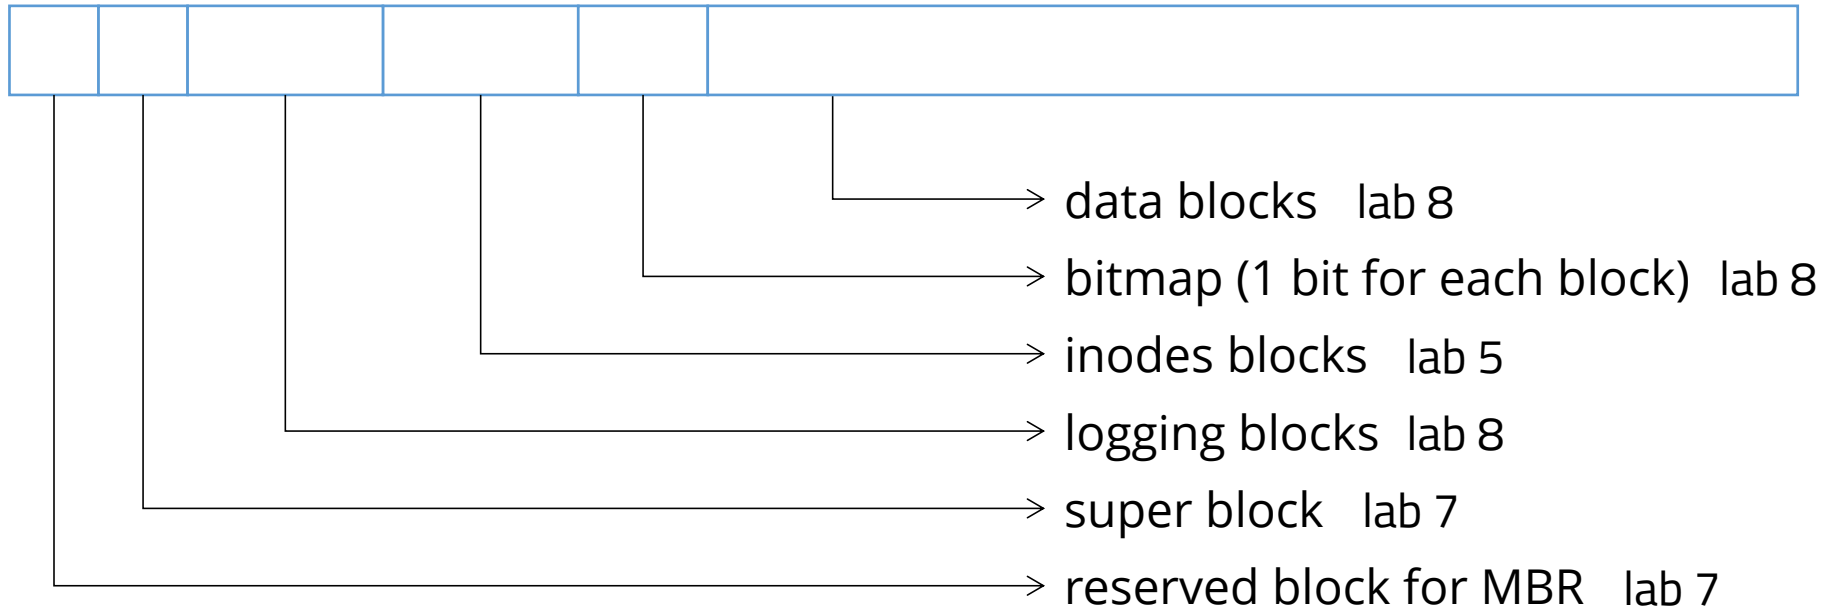 data blocks lab 8
bitmap (1 bit for each block) lab 8
inodes blocks lab 5
logging blocks lab 8
super block lab 7
reserved block for MBR lab 7